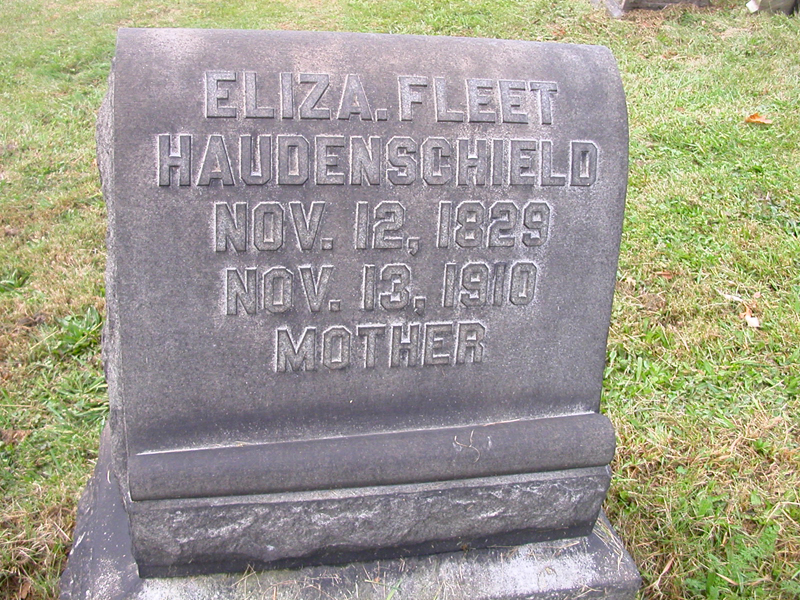 ELIZA. FLEET
HAUDENSCHIELD
NOV. 12, 1829
NOV. 13, 1910
MOTHER